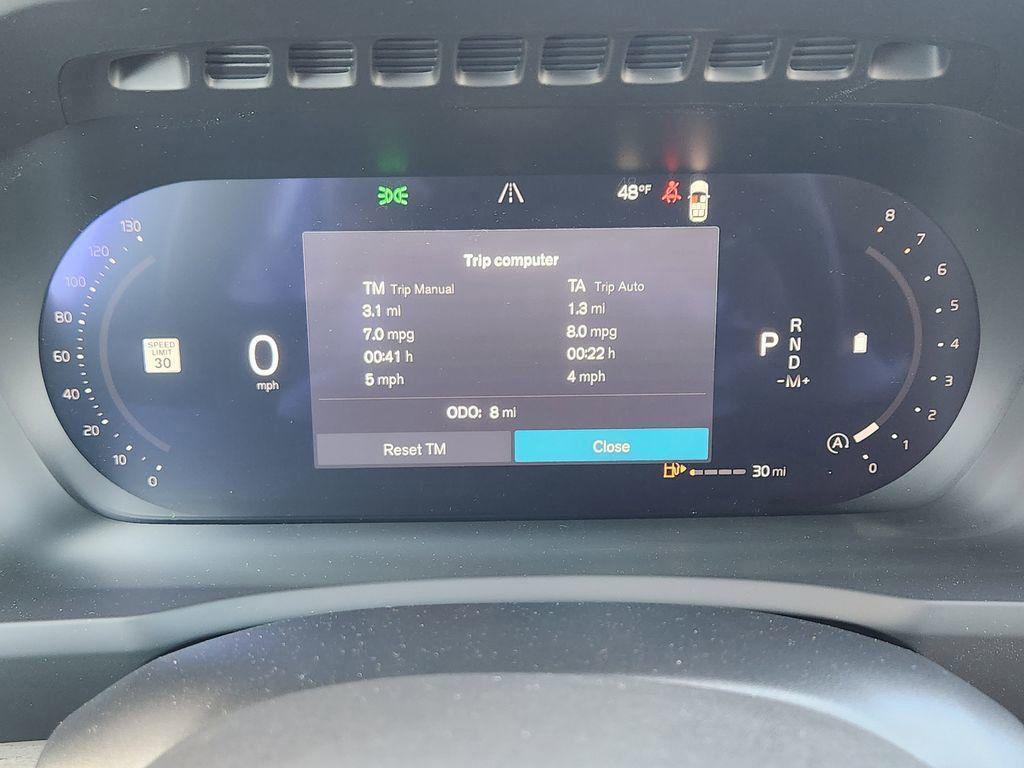 48°F
Trip computer
TM Trip Manual
3.1 mi
7.0 mpg
00:41 h
5 mph
TA Trip Auto
1.3 mi
8.0 mpg
00:22 h
4 mph
ODO: 8 mi
Reset TM
Close
130
120
100
80
60
40
20
10
0
SPEED
LIMIT
30
0
mph
P
R
N
D
-M+
8
7
6
5
4
3
2
1
0
A
30 mi